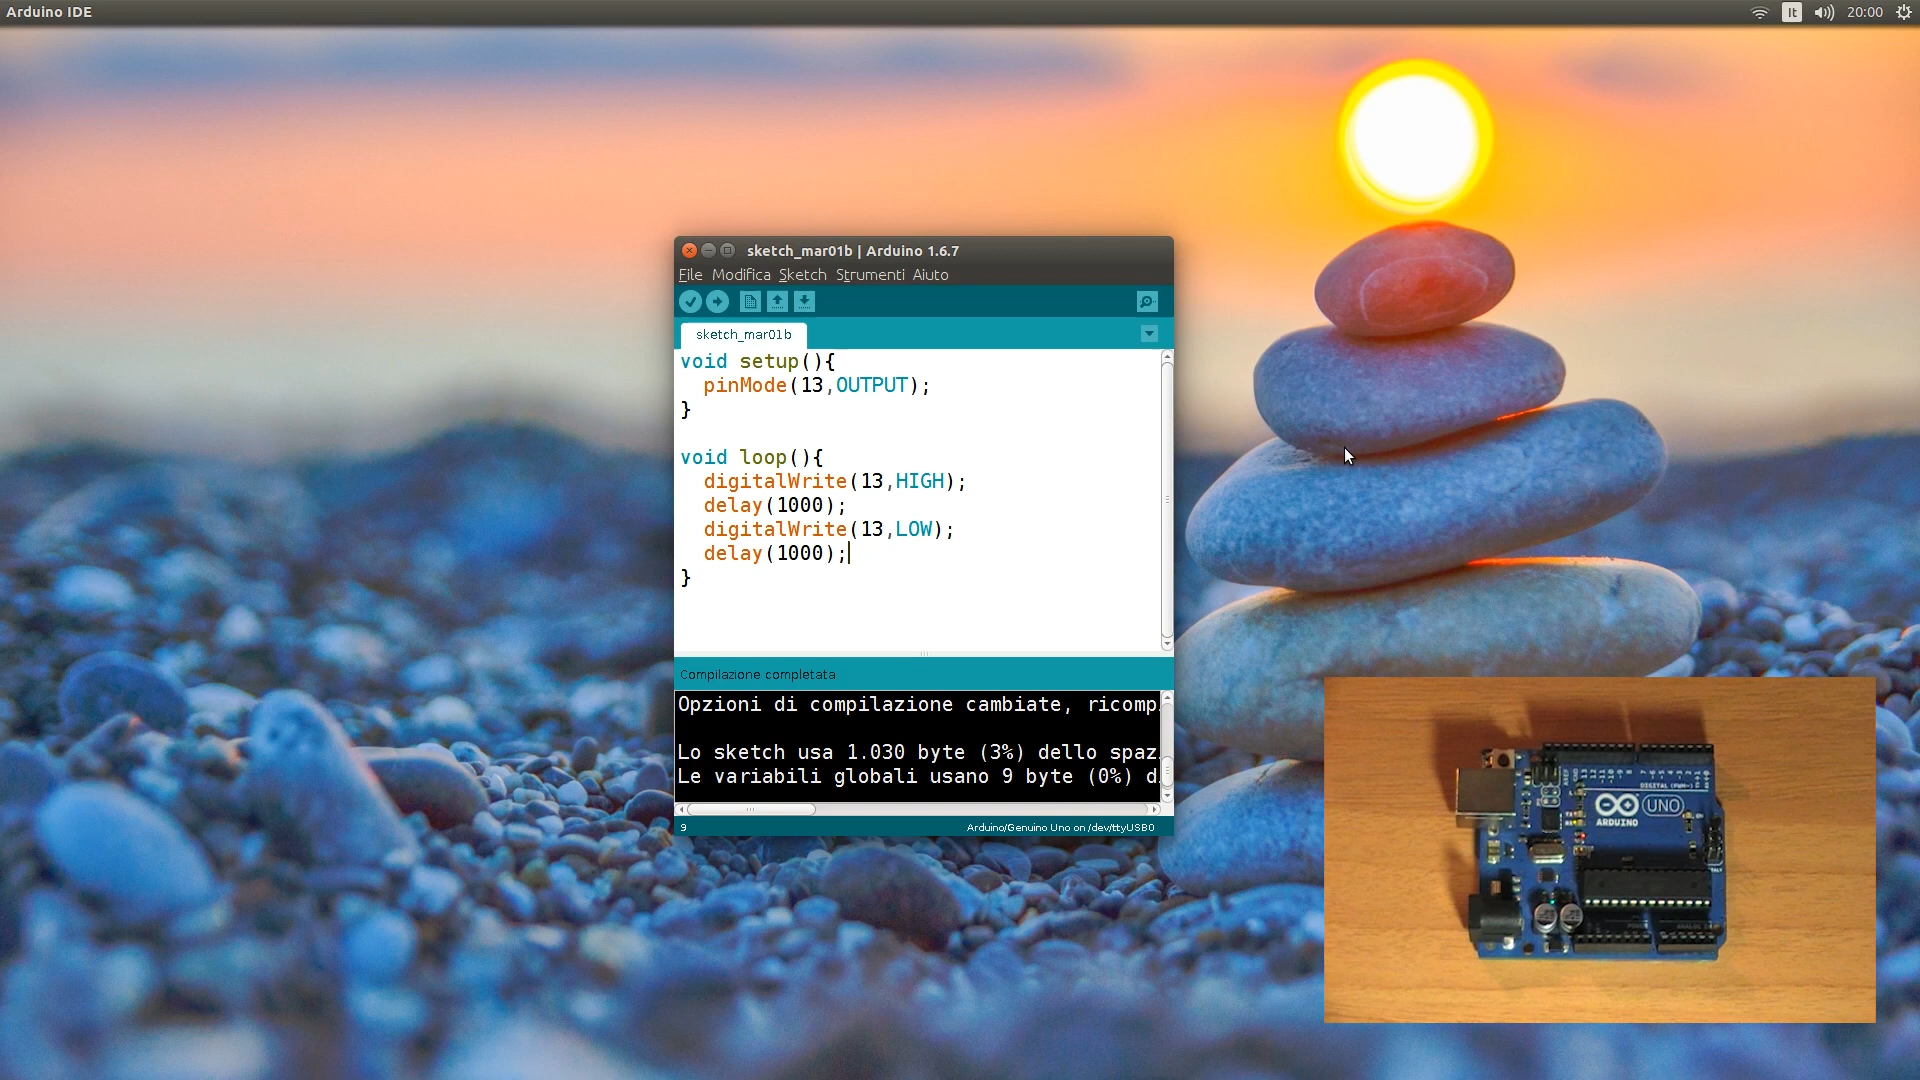 Arduino IDE
It
20:00
sketch_mar01b | Arduino 1.6.7
File Modifica Sketch Strumenti Aiuto
sketch_mar01b
void setup(){
pinMode(13,OUTPUT);
}
void loop(){
digitalWrite(13,HIGH);
delay(1000);
digitalWrite(13,LOW);
delay(1000);
}
Compilazione completata
Opzioni di compilazione cambiate, ricomp
Lo sketch usa 1.030 byte (3%) dello spaz
Le variabili globali usano 9 byte (0%) d
9
Arduino/Genuino Uno on /dev/ttyUSB0
DIGITAL (PWM~)
UNO
ARDUINO